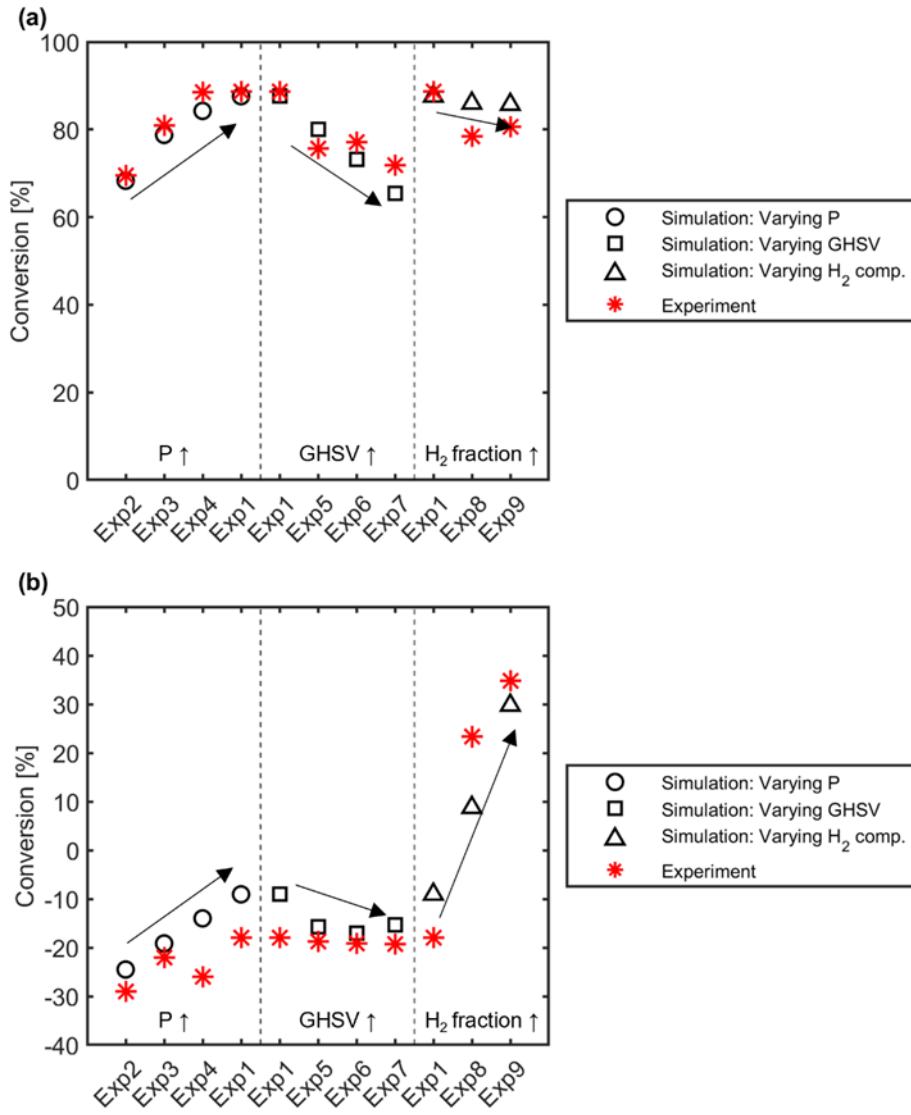 (a)
100
80
60
40
20
0
Conversion [%]
P ↑
GHSV ↑
H2 fraction ↑
Exp2
Exp3
Exp4
Exp1
Exp1
Exp5
Exp6
Exp7
Exp1
Exp8
Exp9
Simulation: Varying P
Simulation: Varying GHSV
Simulation: Varying H2 comp.
Experiment
(b)
50
40
30
20
10
0
-10
-20
-30
-40
Conversion [%]
P ↑
GHSV ↑
H2 fraction ↑
Exp2
Exp3
Exp4
Exp1
Exp1
Exp5
Exp6
Exp7
Exp1
Exp8
Exp9
Simulation: Varying P
Simulation: Varying GHSV
Simulation: Varying H2 comp.
Experiment